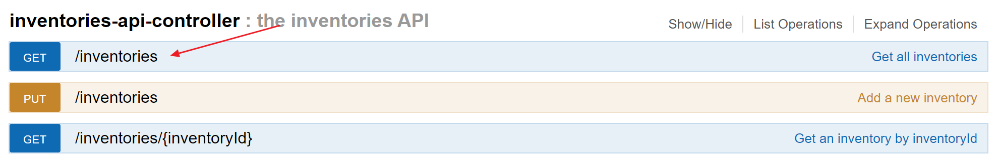 inventories-api-controller : the inventories API
Show/Hide List Operations Expand Operations
GET /inventories Get all inventories
PUT /inventories Add a new inventory
GET /inventories/{inventoryId} Get an inventory by inventoryId